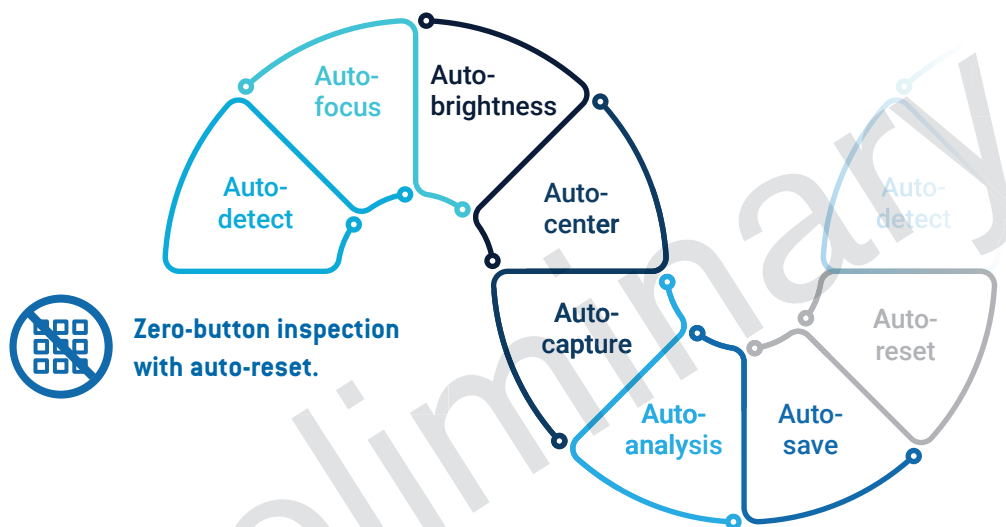 Auto-
detect
Auto-
focus
Auto-
brightness
Auto-
center
Auto-
capture
Auto-
analysis
Auto-
save
Auto-
reset
Auto-
detect
Zero-button inspection
with auto-reset.
eliminary